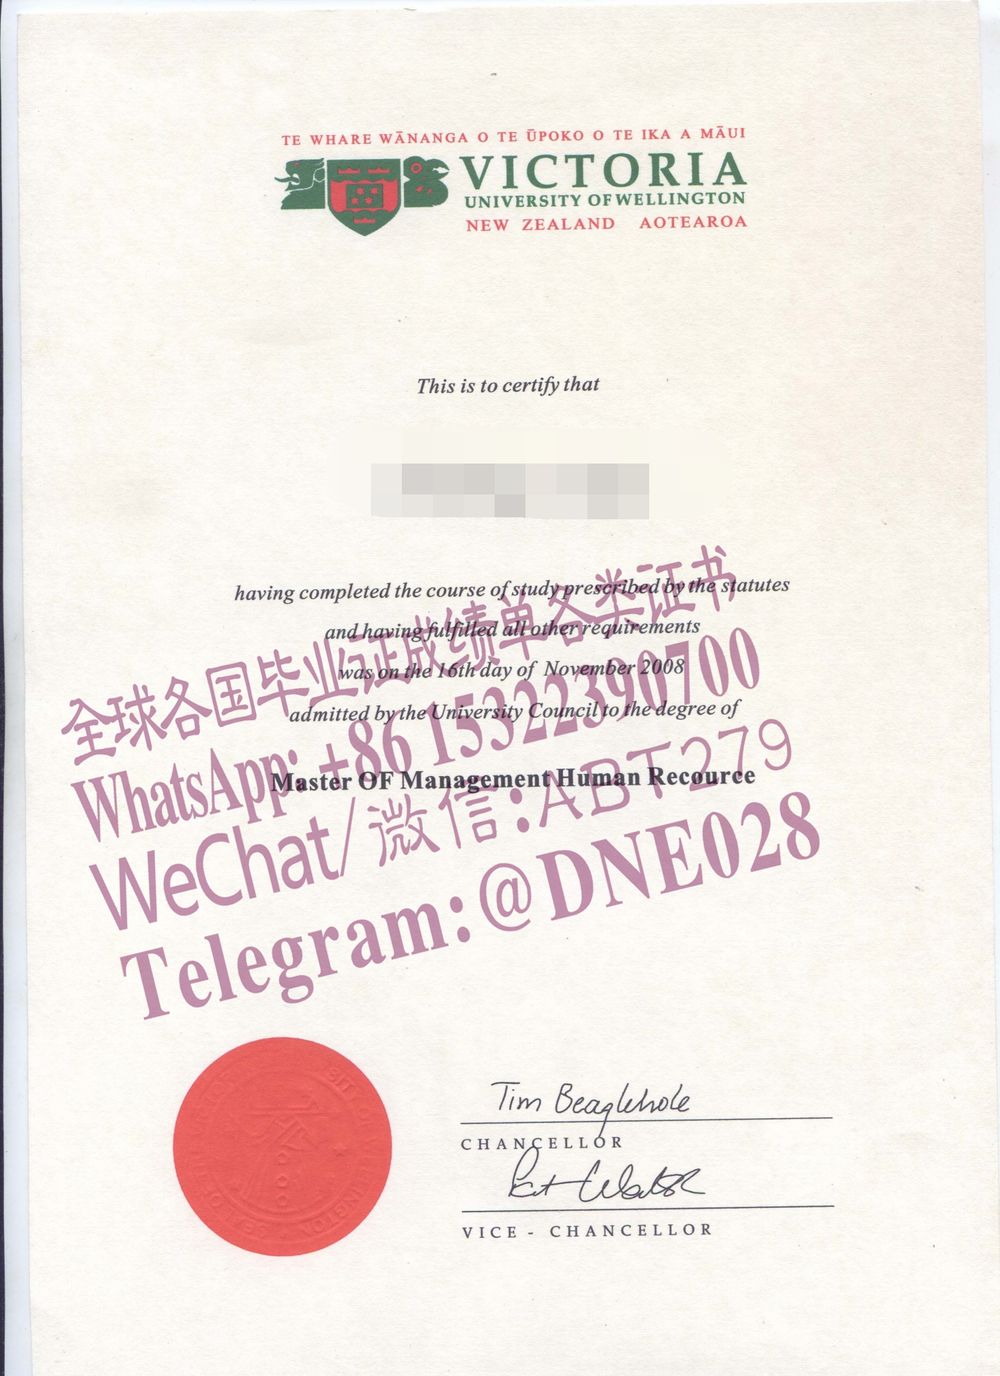 TE WHARE WĀNANGA O TE ŪPOKO O TE IKA A MĀUI
VICTORIA
UNIVERSITY OF WELLINGTON
NEW ZEALAND AOTEAROA
This is to certify that
having completed the course of study prescribed by the statutes
and having fulfilled all other requirements
was on the 16th day of November 2008
admitted by the University Council to the degree of
Master OF Management Human Recource
全球各国毕业证成绩单各类证书
WhatsApp: +86 15322390700
WeChat/微信:ABT279
Telegram:@DNE028
Tim Beaglehole
CHANCELLOR
Pat Walsh
VICE - CHANCELLOR